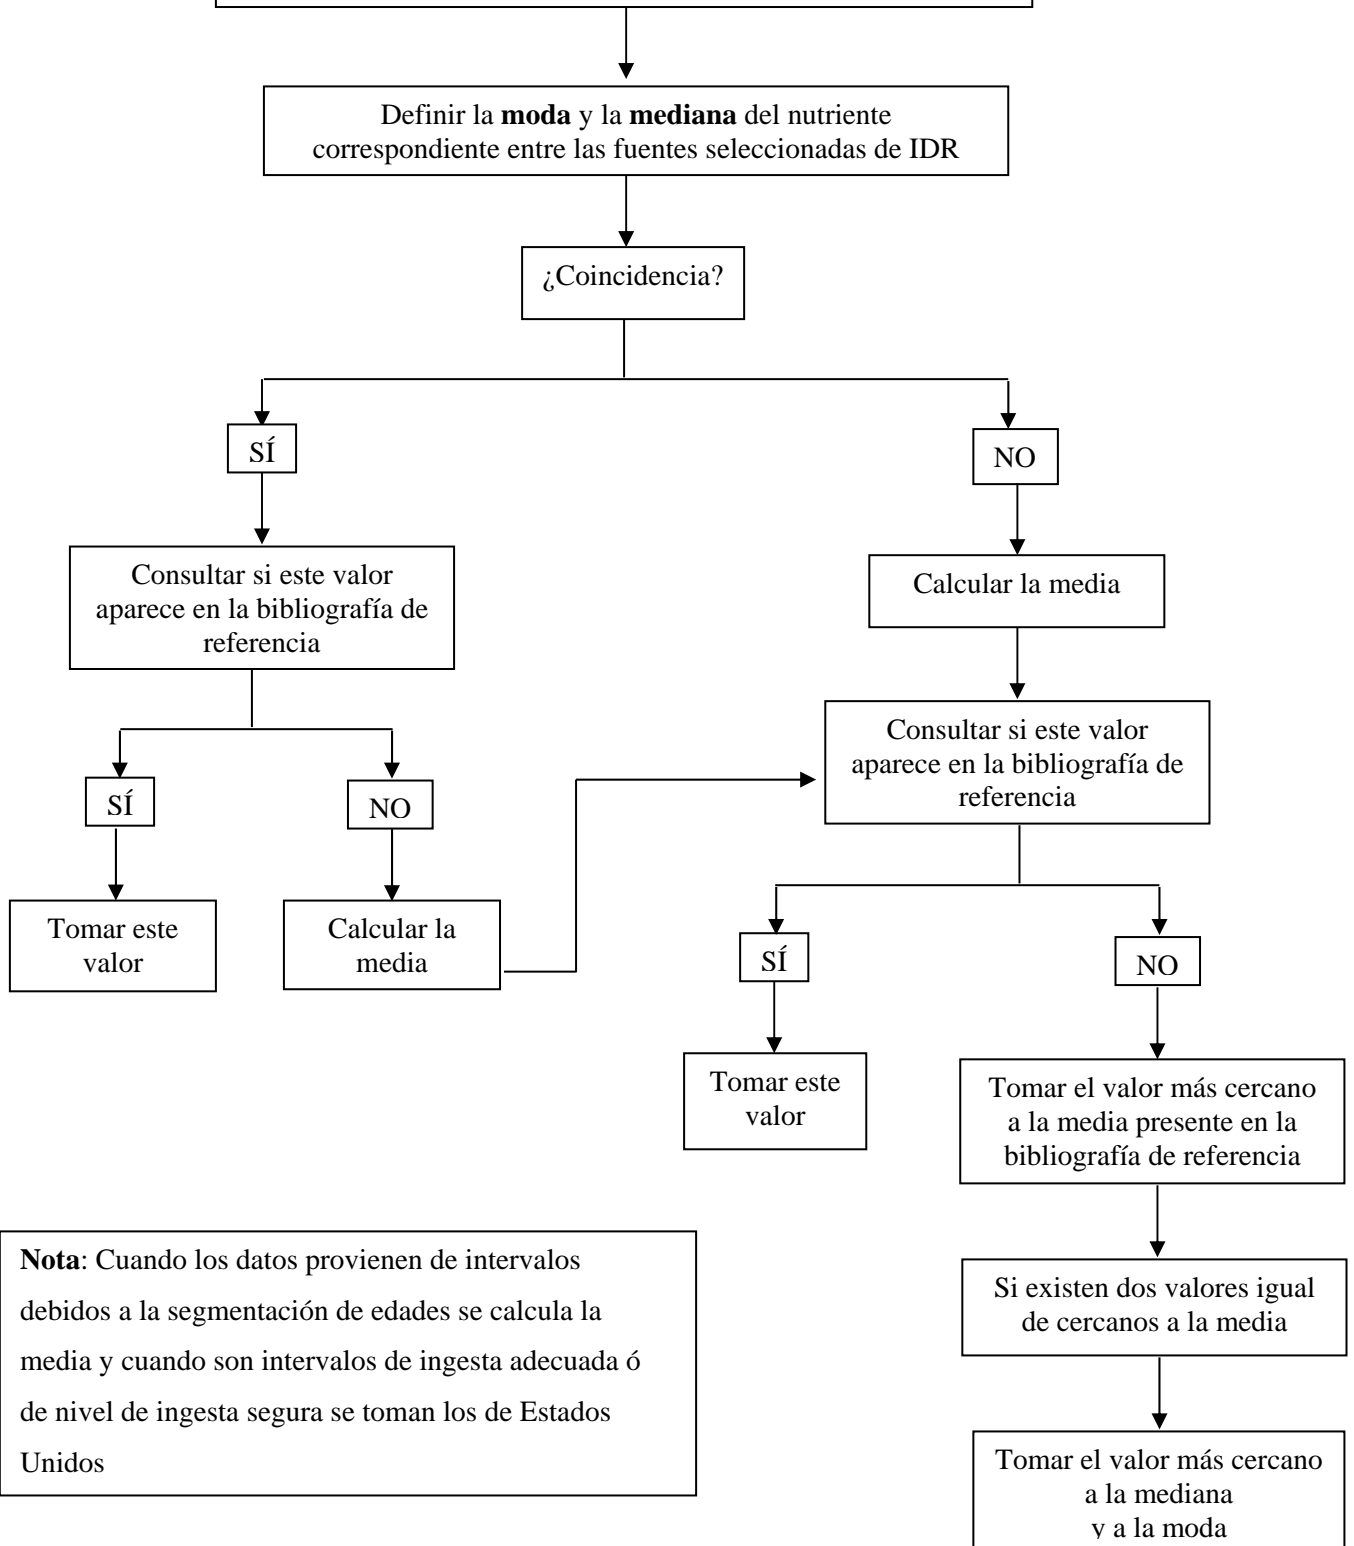 Definir la moda y la mediana del nutriente
correspondiente entre las fuentes seleccionadas de IDR
¿Coincidencia?
SÍ
NO
Consultar si este valor
aparece en la bibliografía de
referencia
Calcular la media
Consultar si este valor
aparece en la bibliografía de
referencia
SÍ
NO
Tomar este
valor
Calcular la
media
SÍ
NO
Tomar este
valor
Tomar el valor más cercano
a la media presente en la
bibliografía de referencia
Si existen dos valores igual
de cercanos a la media
Tomar el valor más cercano
a la mediana
y a la moda
Nota: Cuando los datos provienen de intervalos
debidos a la segmentación de edades se calcula la
media y cuando son intervalos de ingesta adecuada ó
de nivel de ingesta segura se toman los de Estados
Unidos